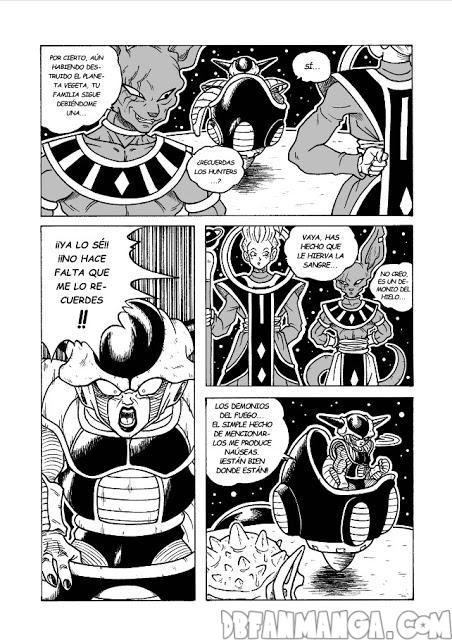 POR CIERTO, AÚN
HABIENDO DES-
TRUIDO EL PLANE-
TA VEGETA, TU
FAMILIA SIGUE
DEBIÉNDOME
UNA...
SÍ...
¿RECUERDAS
LOS HUNTERS
...?
¡¡YA LO SÉ!!
¡¡NO HACE
FALTA QUE
ME LO RE-
CUERDES
!!
VAYA, HAS
HECHO QUE
LE HIERVA LA
SANGRE...
NO CREO,
ES UN DE-
MONIO DEL
HIELO...
LOS DEMONIOS
DEL FUEGO...
EL SIMPLE HECHO
DE MENCIONAR-
LOS ME PRODUCE
NAÚSEAS.
¡ESTÁN BIEN
DONDE ESTÁN!
DBFANMANGA.COM